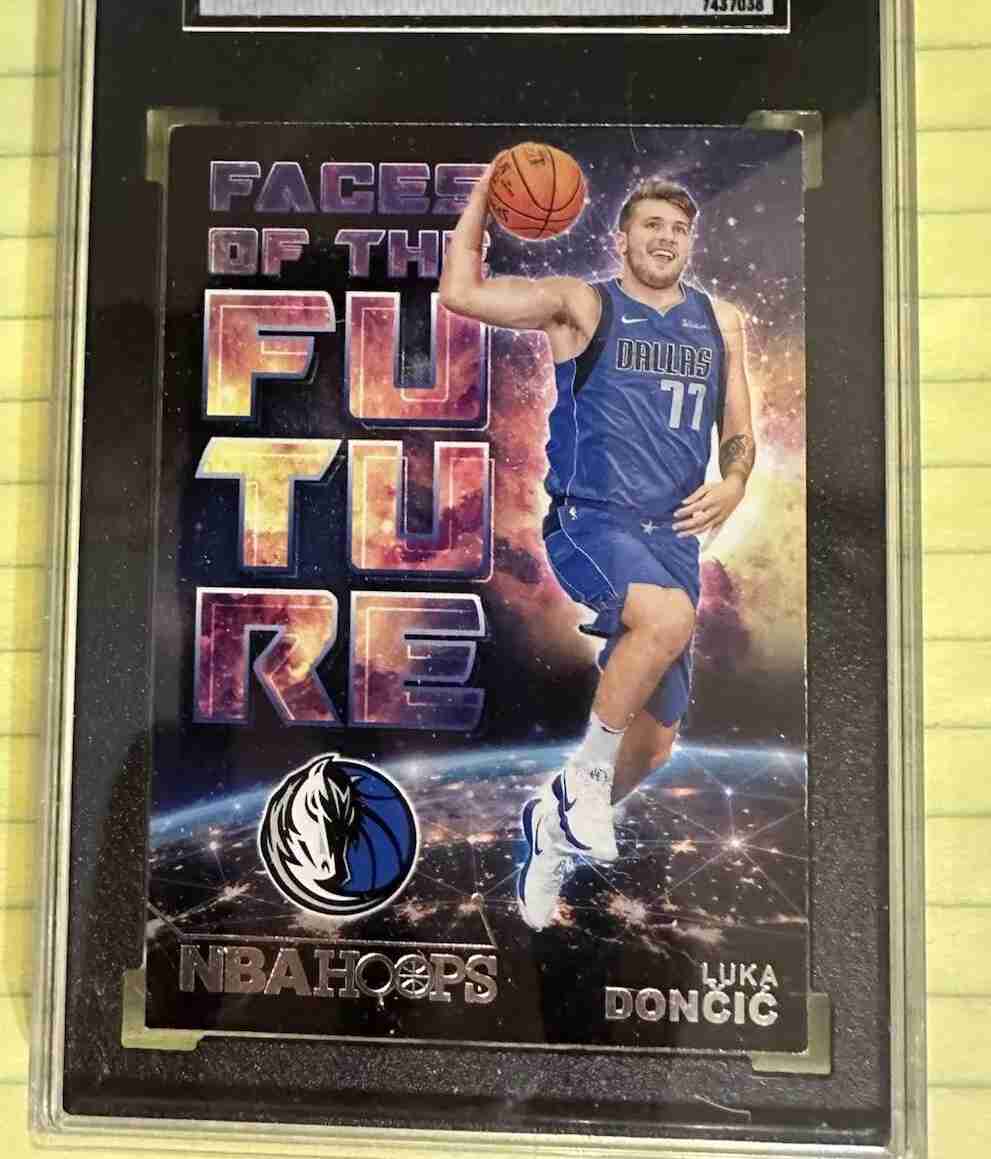 7437038
FACES
OF THE
FU
TU
RE
DALLAS
77
NBA HOOPS
LUKA
DONČIĆ